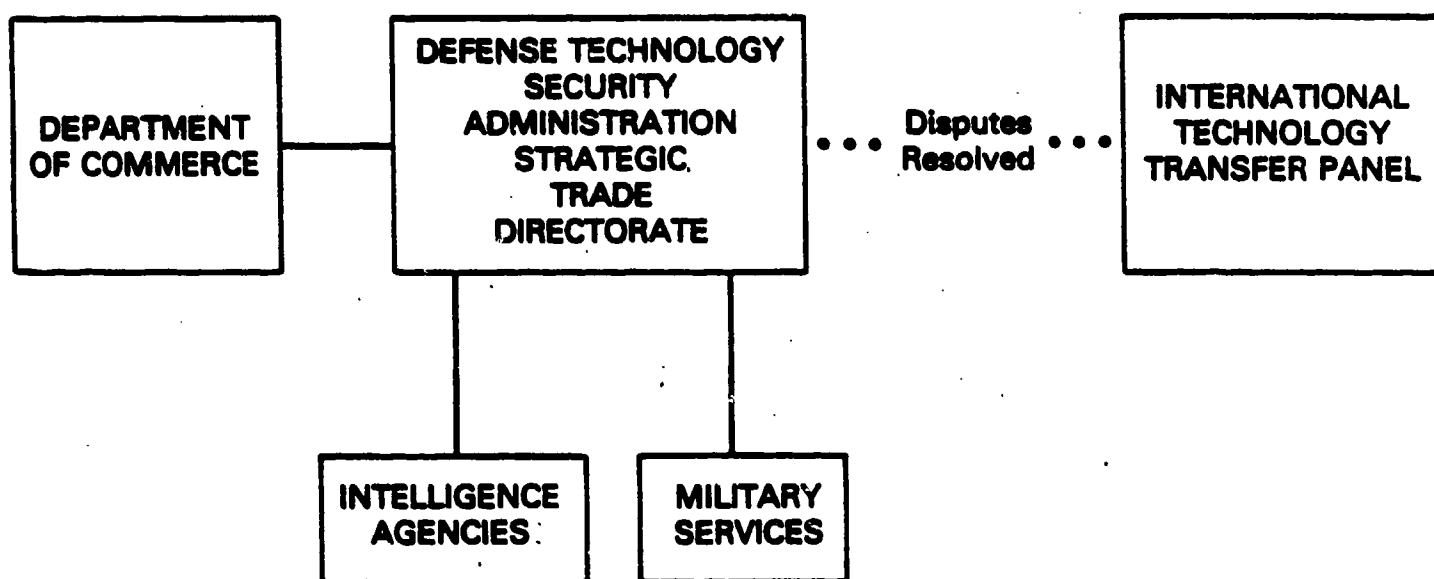 DEPARTMENT
OF COMMERCE
DEFENSE TECHNOLOGY
SECURITY
ADMINISTRATION
STRATEGIC
TRADE
DIRECTORATE
Disputes
Resolved
INTERNATIONAL
TECHNOLOGY
TRANSFER PANEL
INTELLIGENCE
AGENCIES
MILITARY
SERVICES